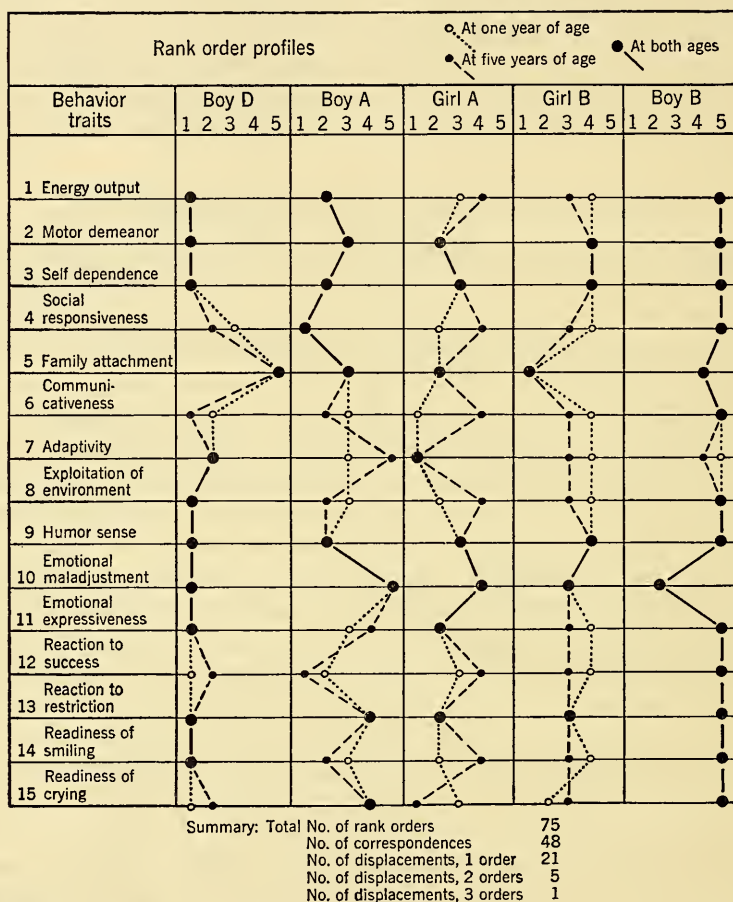 Rank order profiles
At one year of age
At five years of age
At both ages
Behavior traits
Boy D
Boy A
Girl A
Girl B
Boy B
1 2 3 4 5
1 2 3 4 5
1 2 3 4 5
1 2 3 4 5
1 2 3 4 5
1 Energy output
2 Motor demeanor
3 Self dependence
Social
4 responsiveness
5 Family attachment
Communi-
6 cativeness
7 Adaptivity
Exploitation of
8 environment
9 Humor sense
Emotional
10 maladjustment
Emotional
11 expressiveness
Reaction to
12 success
Reaction to
13 restriction
Readiness of
14 smiling
Readiness of
15 crying
Summary: Total No. of rank orders 75
No. of correspondences 48
No. of displacements, 1 order 21
No. of displacements, 2 orders 5
No. of displacements, 3 orders 1